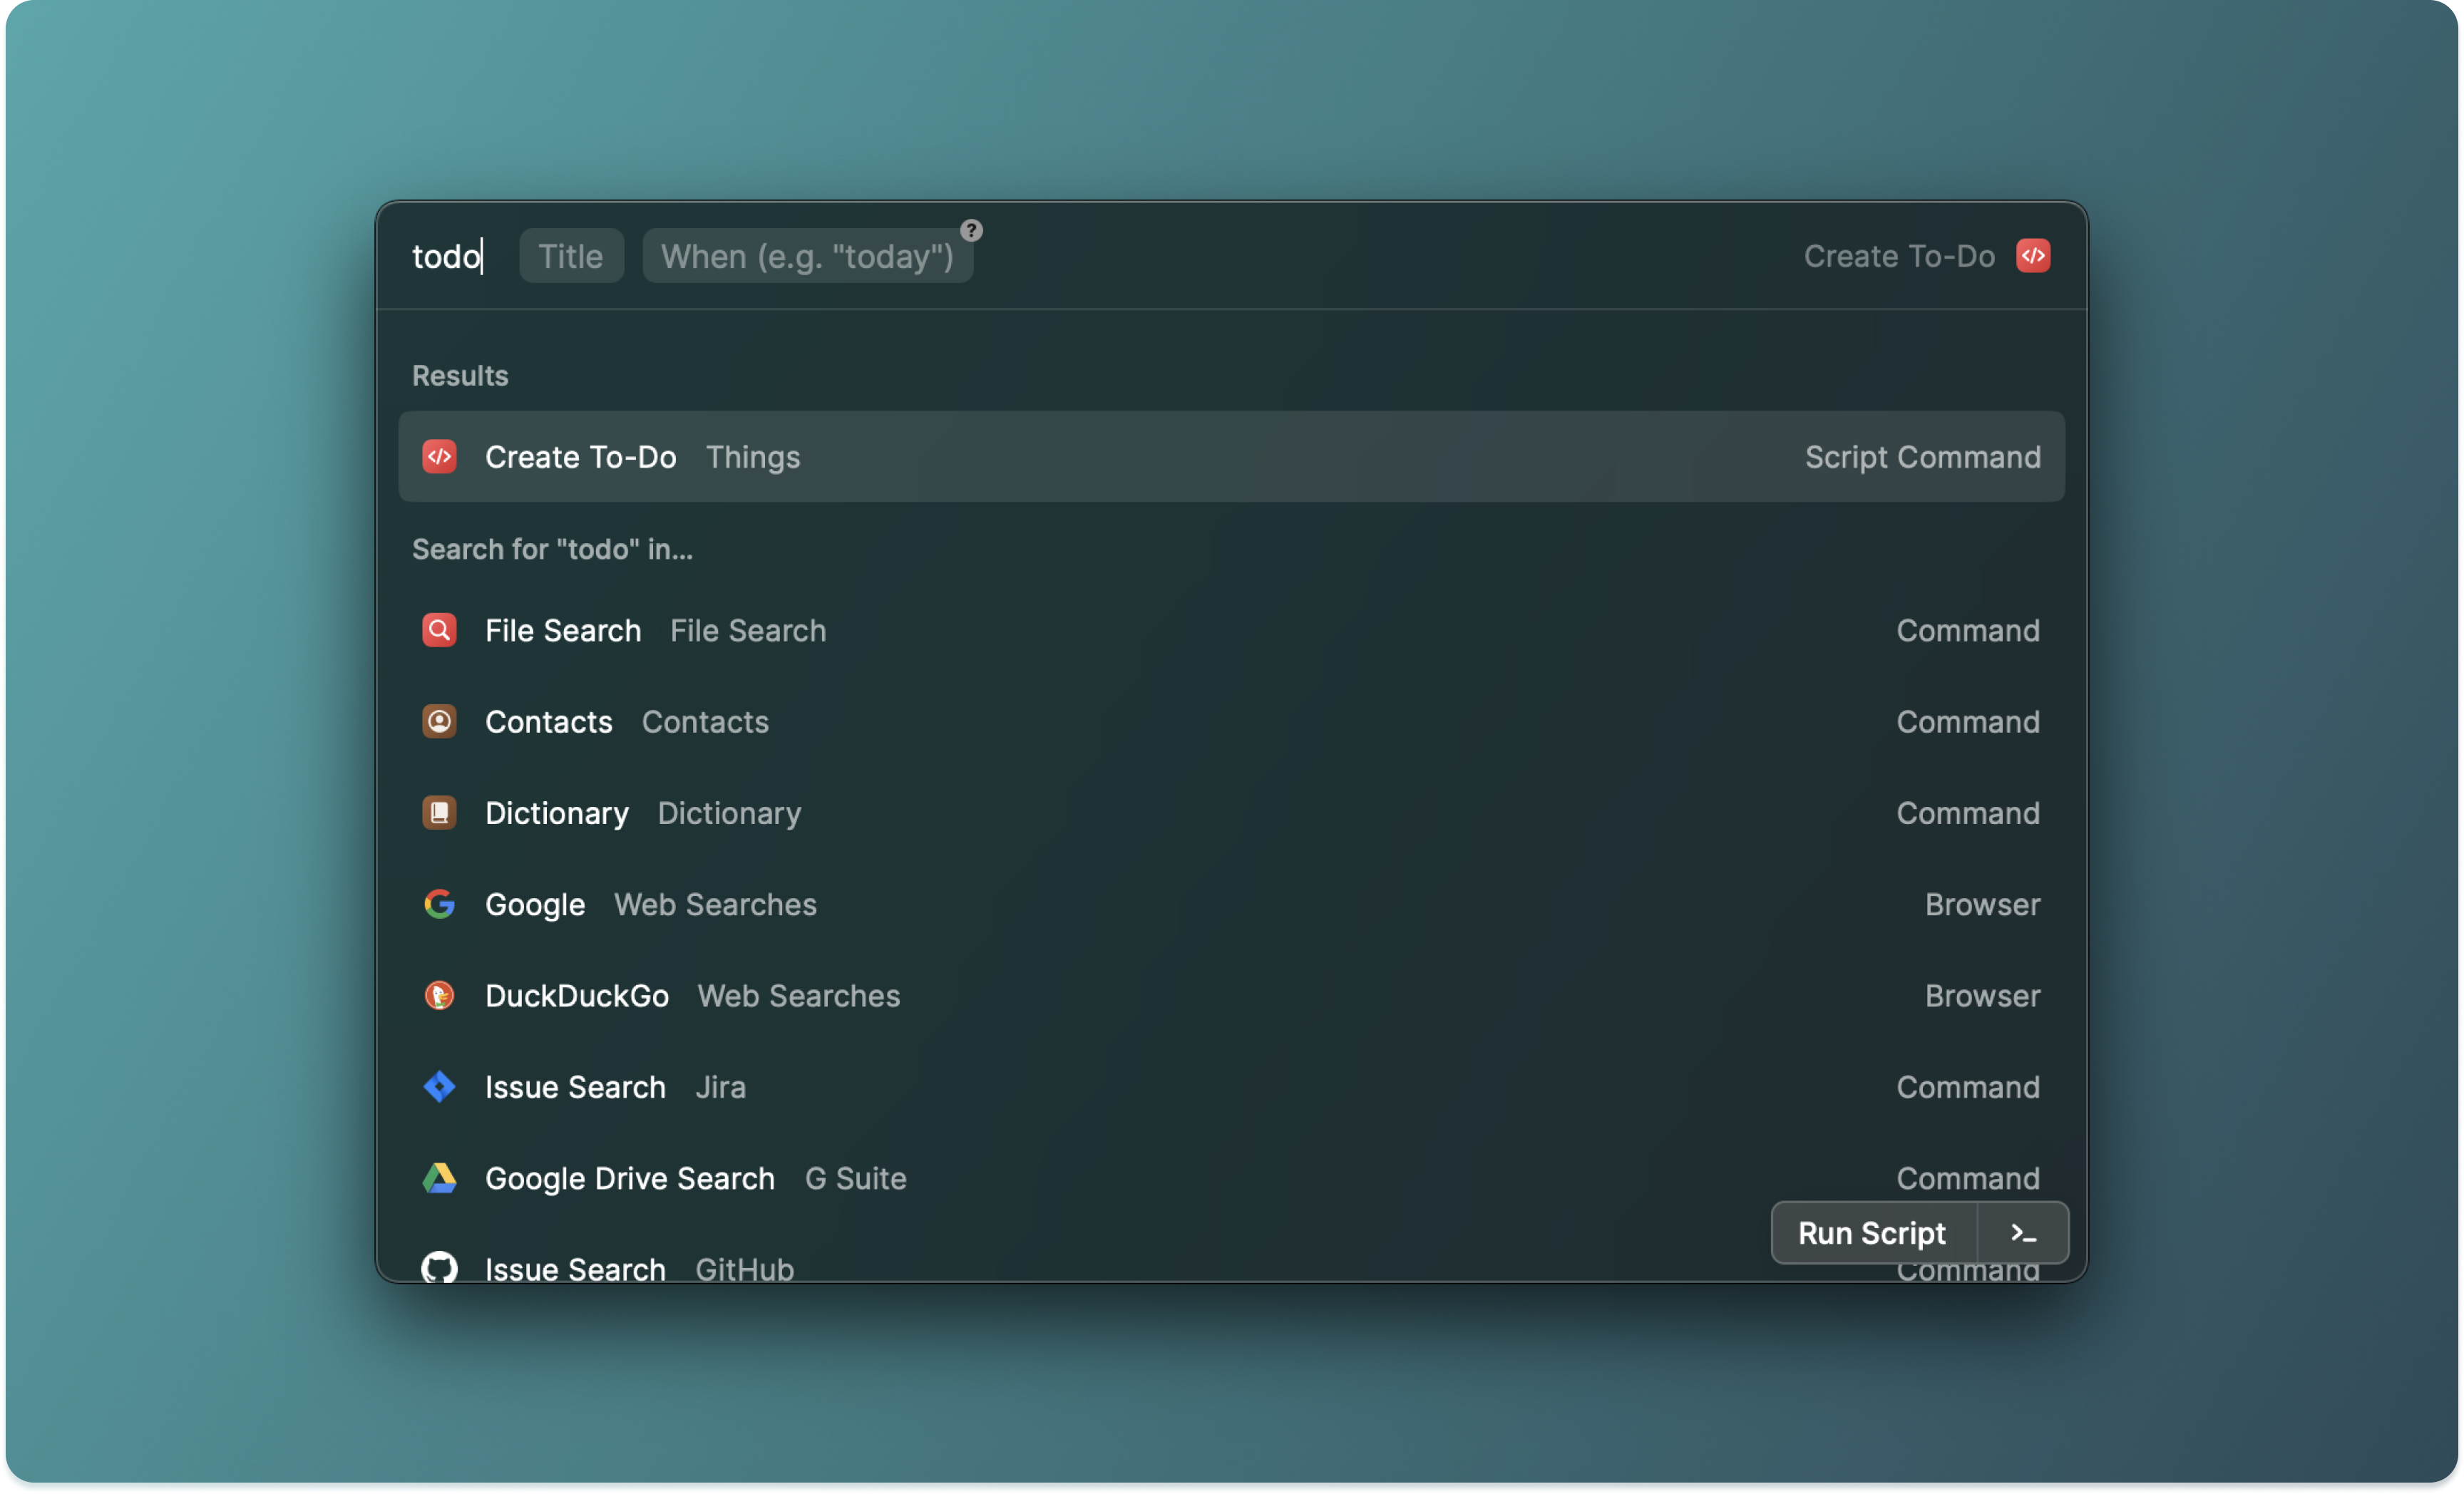 todo Title When (e.g. "today") ? Create To-Do
Results
Create To-Do Things Script Command
Search for "todo" in...
File Search File Search Command
Contacts Contacts Command
Dictionary Dictionary Command
Google Web Searches Browser
DuckDuckGo Web Searches Browser
Issue Search Jira Command
Google Drive Search G Suite Command
Run Script
Issue Search GitHub Command